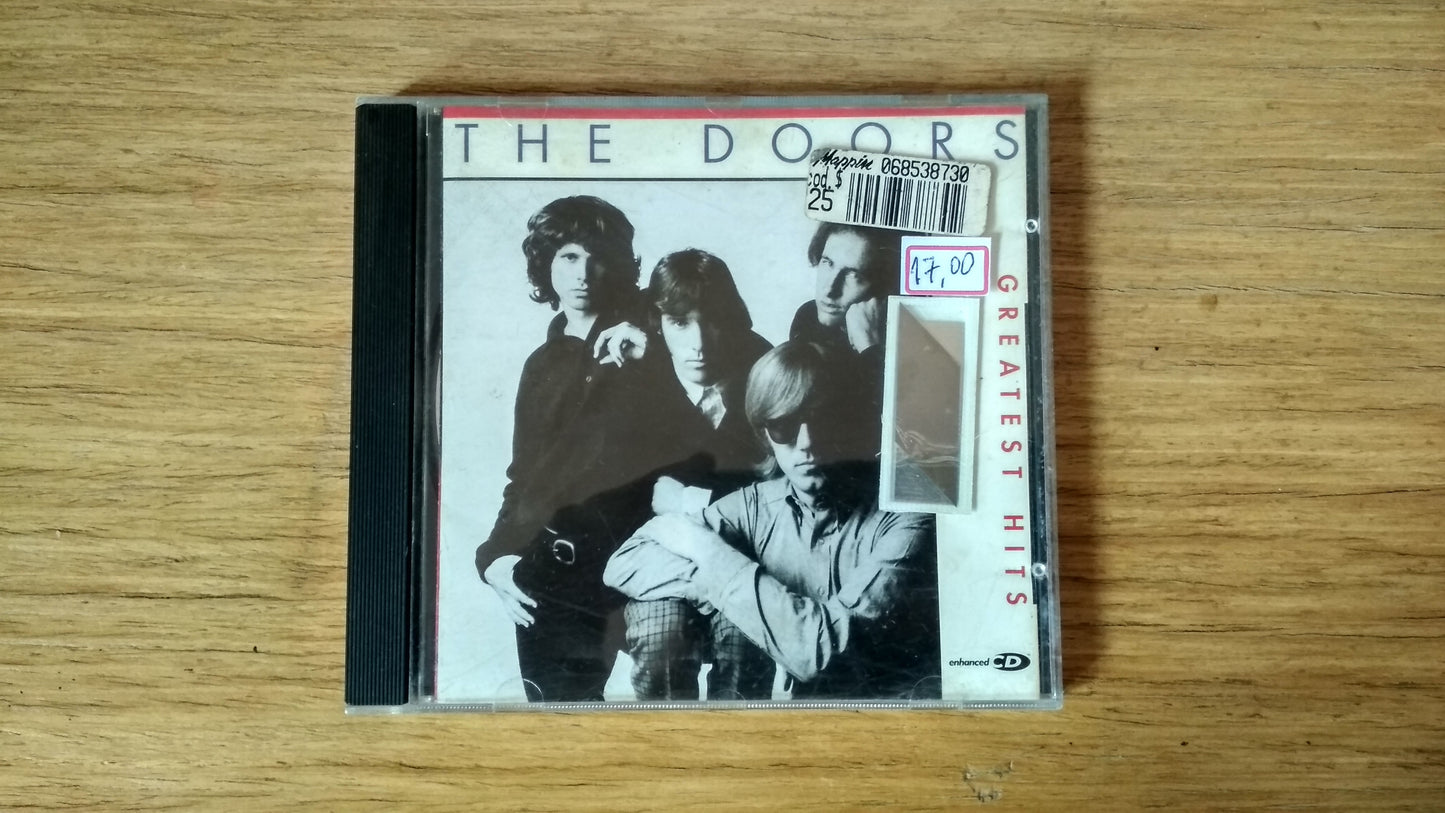 THE DOORS
Mappin 068538730
cod. $
25
17,00
GREATEST HITS
enhanced CD